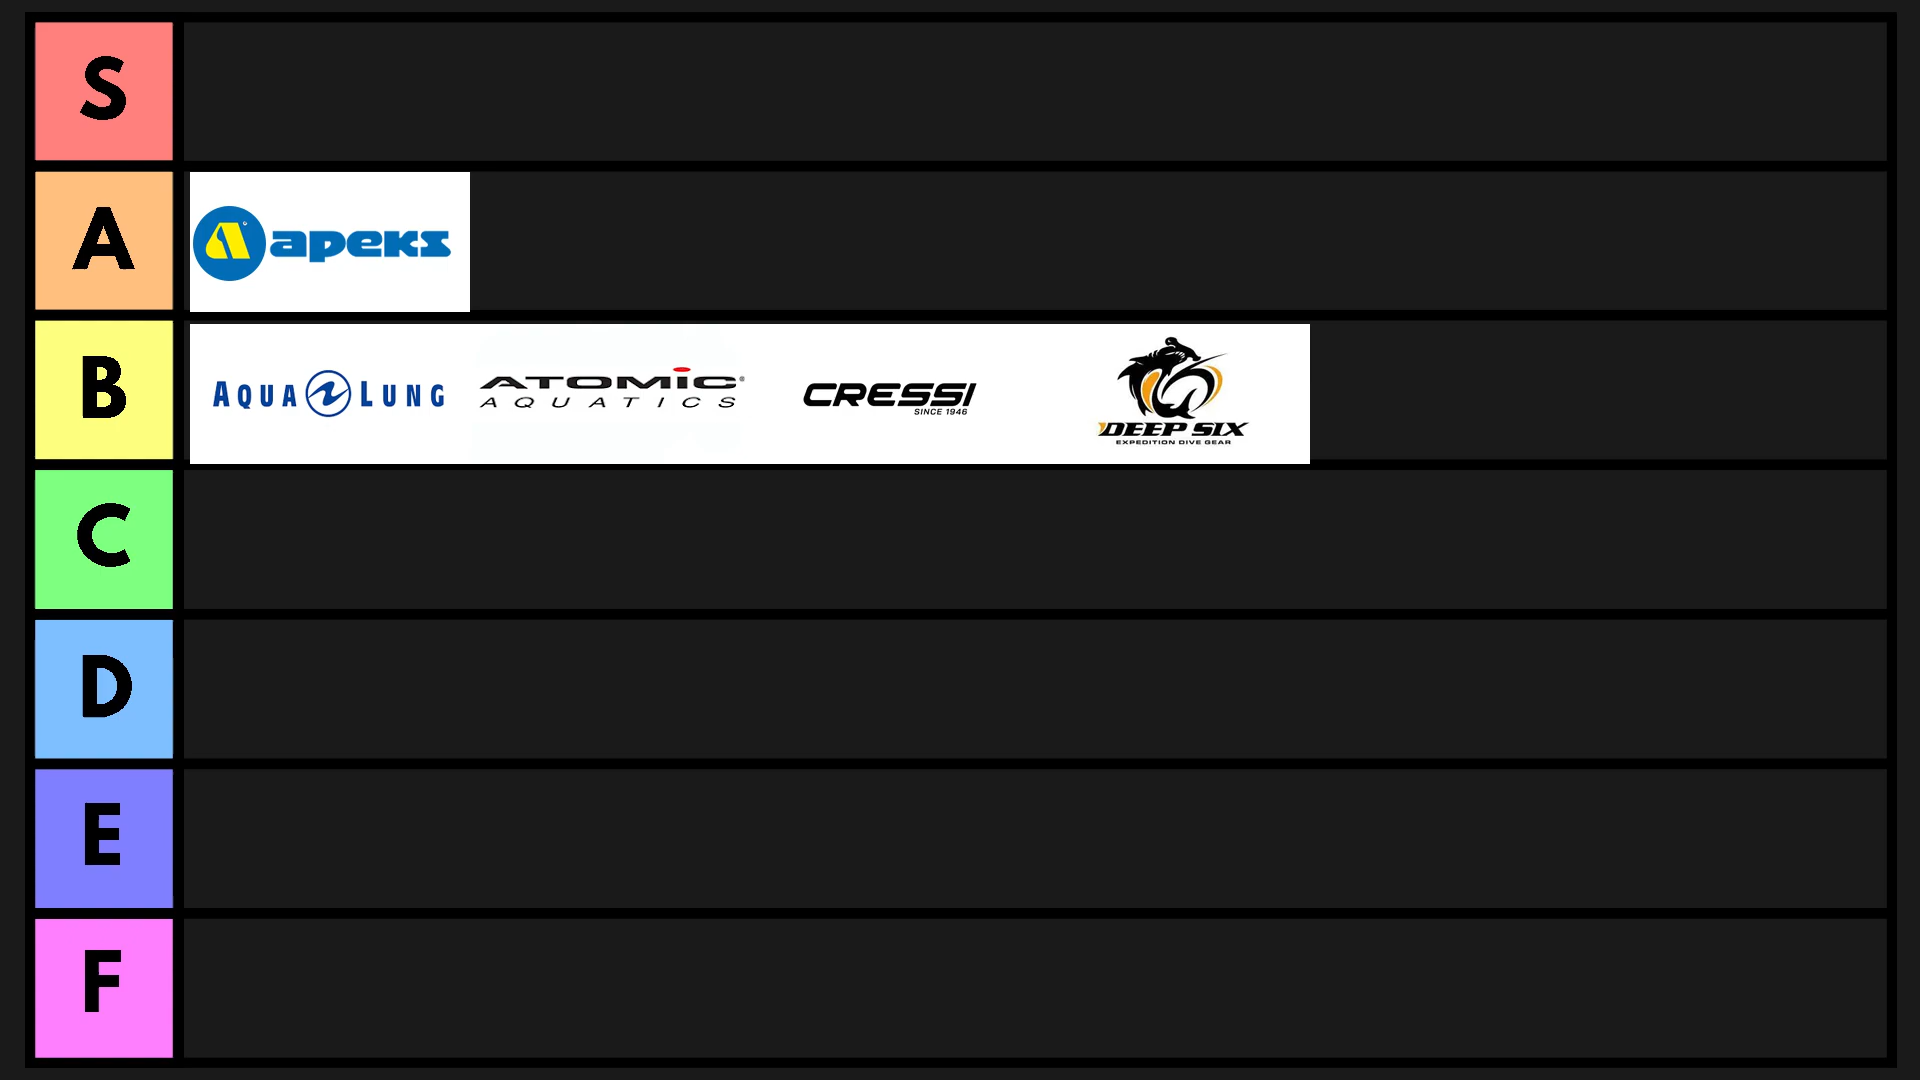 S
A
apeks
B
AQUA LUNG
ATOMIC®
AQUATICS
CRESSI
SINCE 1946
DEEP SIX
EXPEDITION DIVE GEAR
C
D
E
F